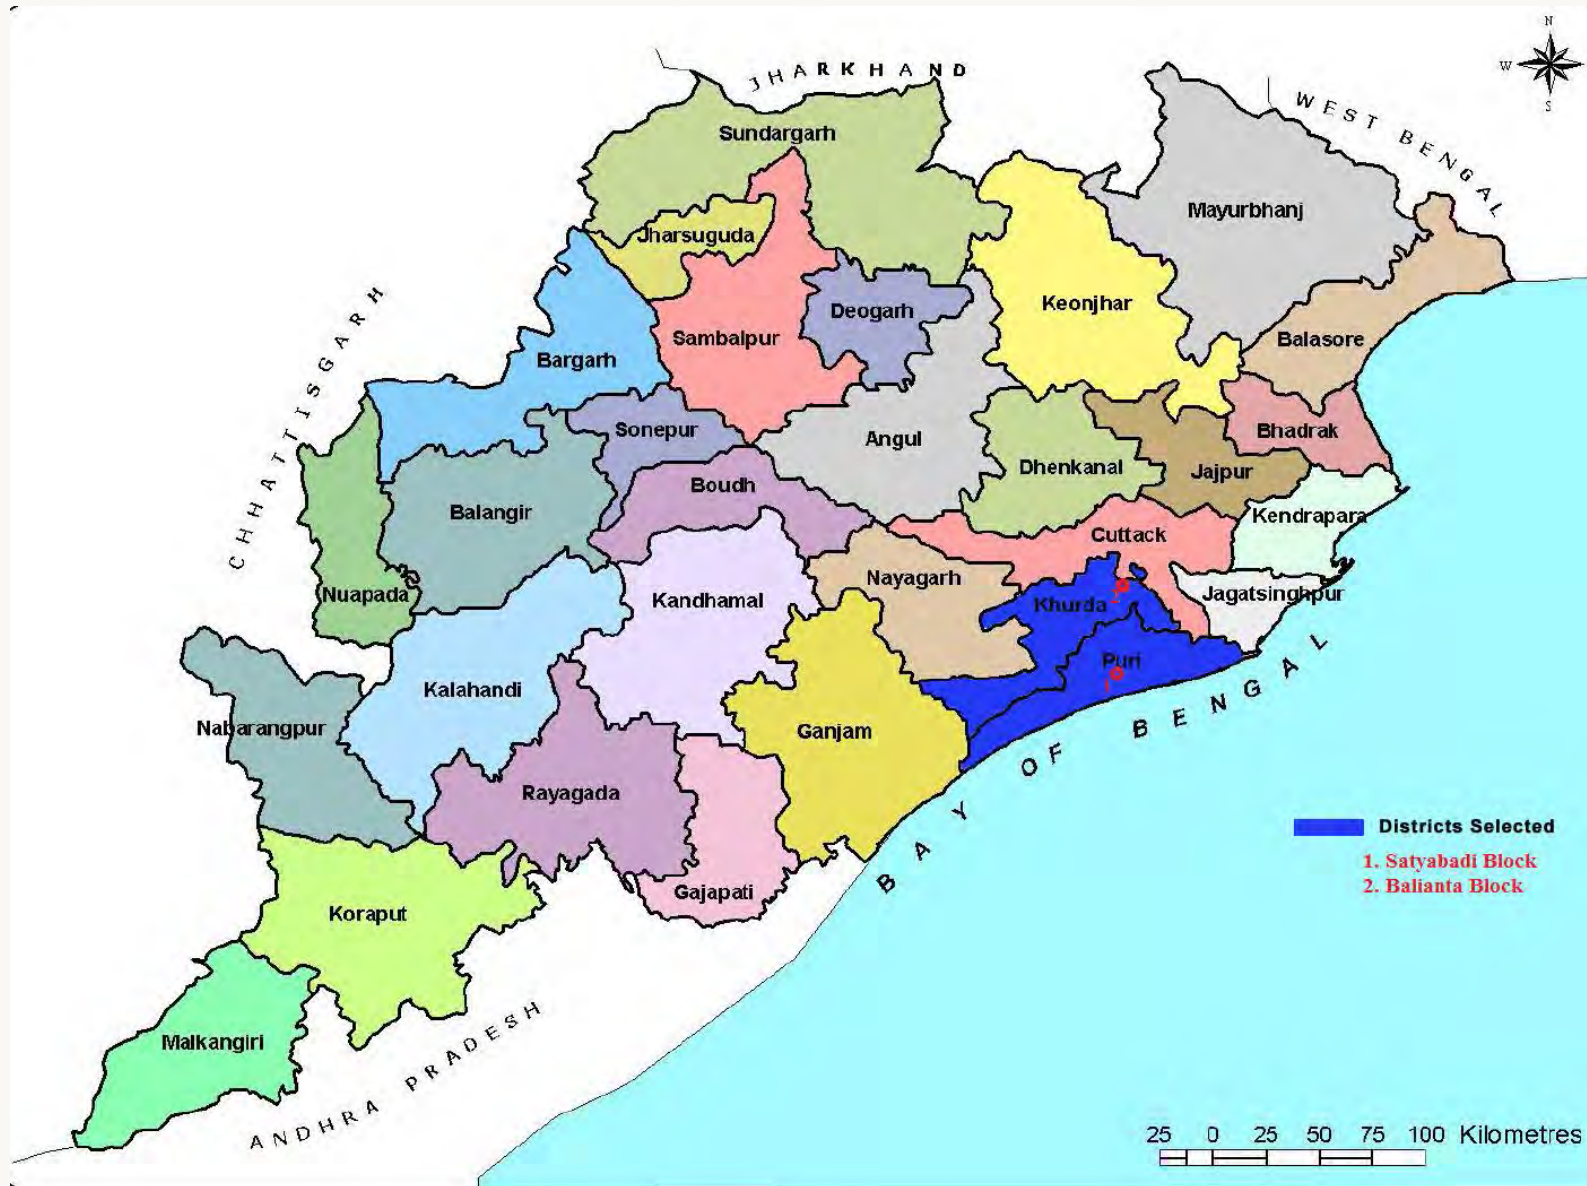 N
W
S
JHARKHAND
WEST BENGAL
Sundargarh
Mayurbhanj
Jharsuguda
Keonjhar
Deogarh
Sambalpur
Balasore
Bargarh
CHHATTISGARH
Sonepur
Angul
Bhadrak
Dhenkanal
Jajpur
Boudh
Balangir
Kendrapara
Cuttack
Nayagarh
Nuapada
Kandhamal
Khurda
2
Jagatsinghpur
Puri
1
Kalahandi
Nabarangpur
Ganjam
BAY OF BENGAL
Rayagada
Districts Selected
1. Satyabadi Block
2. Balianta Block
Gajapati
Koraput
Malkangiri
ANDHRA PRADESH
25 0 25 50 75 100 Kilometres